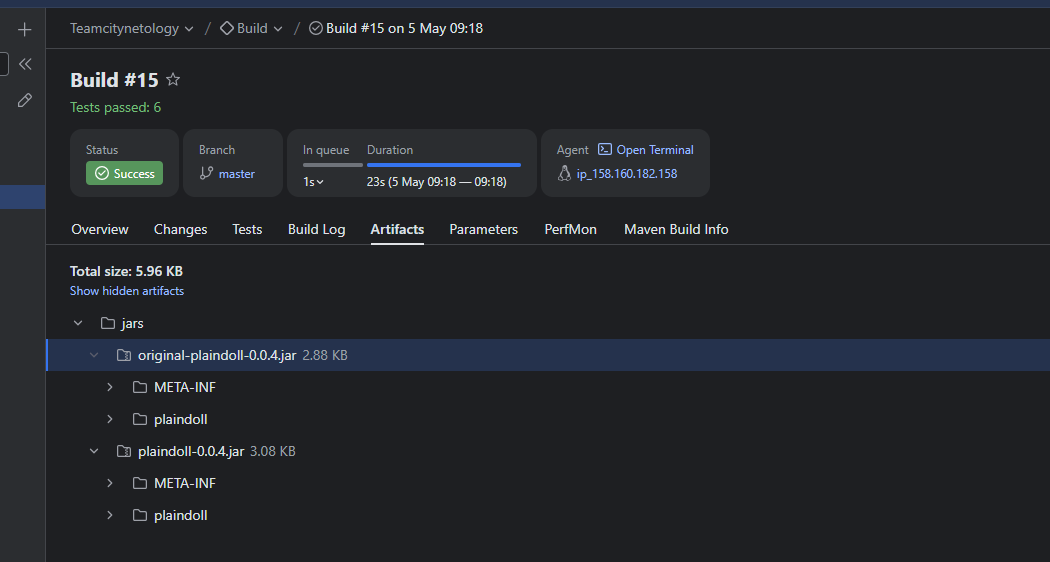 Teamcitynetology / Build / Build #15 on 5 May 09:18
Build #15
Tests passed: 6
Status
Success
Branch
master
In queue
1s
Duration
23s (5 May 09:18 — 09:18)
Agent Open Terminal
ip_158.160.182.158
Overview Changes Tests Build Log Artifacts Parameters PerfMon Maven Build Info
Total size: 5.96 KB
Show hidden artifacts
jars
original-plaindoll-0.0.4.jar 2.88 KB
META-INF
plaindoll
plaindoll-0.0.4.jar 3.08 KB
META-INF
plaindoll